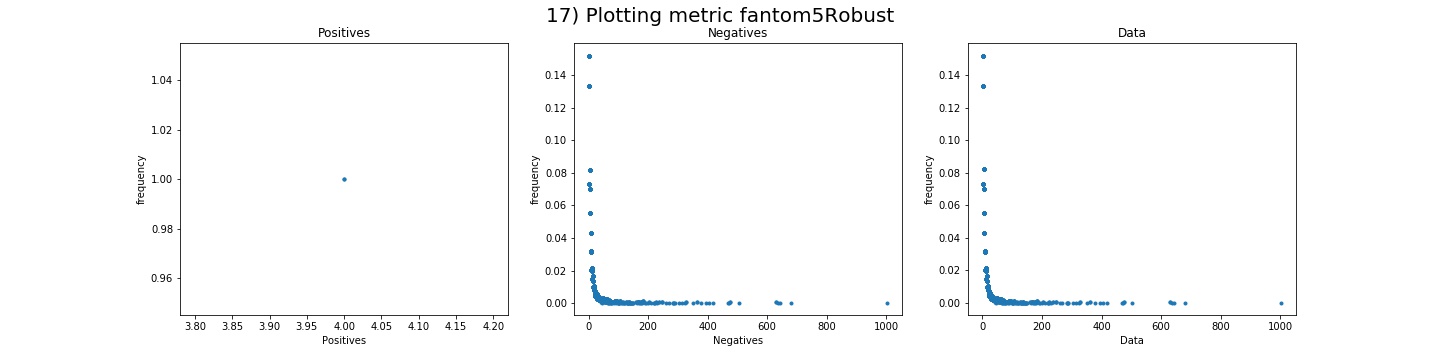 17) Plotting metric fantom5Robust
Positives
Negatives
Data
frequency
1.04
1.02
1.00
0.98
0.96
3.80 3.85 3.90 3.95 4.00 4.05 4.10 4.15 4.20
Positives
frequency
0.14
0.12
0.10
0.08
0.06
0.04
0.02
0.00
0 200 400 600 800 1000
Negatives
frequency
0.14
0.12
0.10
0.08
0.06
0.04
0.02
0.00
0 200 400 600 800 1000
Data